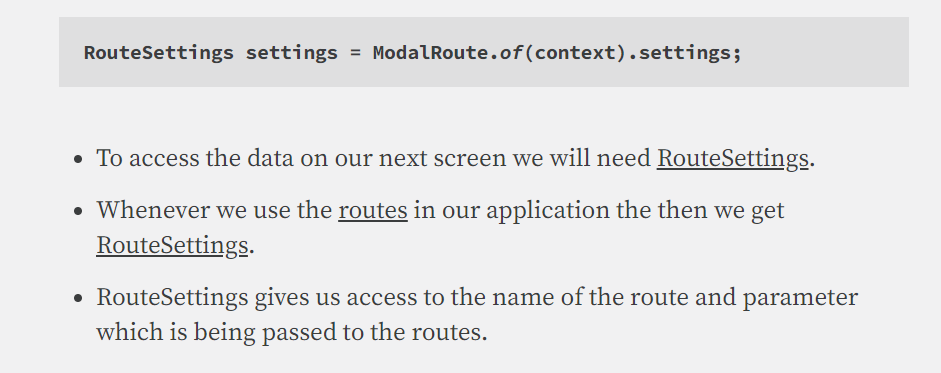 RouteSettings settings = ModalRoute.of(context).settings;
• To access the data on our next screen we will need RouteSettings.
• Whenever we use the routes in our application the then we get
RouteSettings.
• RouteSettings gives us access to the name of the route and parameter
which is being passed to the routes.